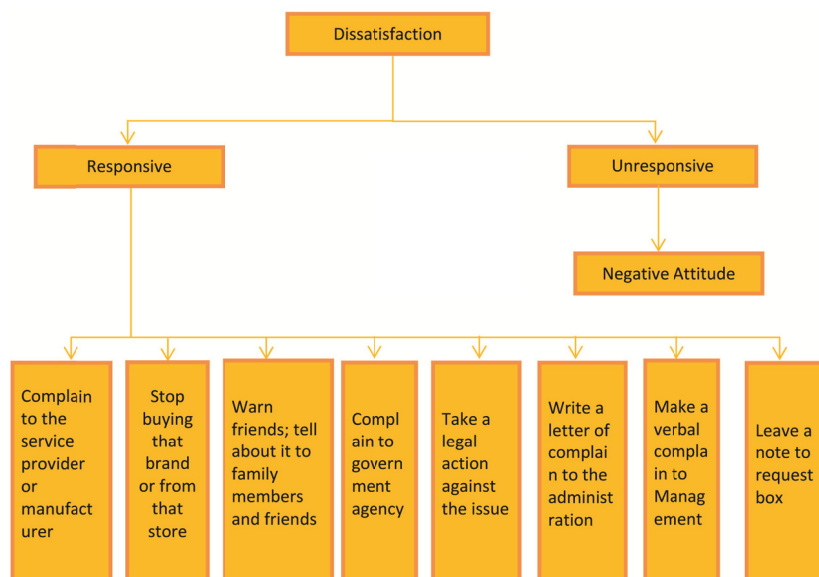 Dissatisfaction
Responsive
Unresponsive
Negative Attitude
Complain
to the
service
provider
or
manufact
urer
Stop
buying
that
brand
or from
that
store
Warn
friends; tell
about it to
family
members
and friends
Compl
ain to
govern
ment
agency
Take a
legal
action
against
the issue
Write a
letter of
complai
n to the
administ
ration
Make a
verbal
compla
in to
Manag
ement
Leave a
note to
request
box